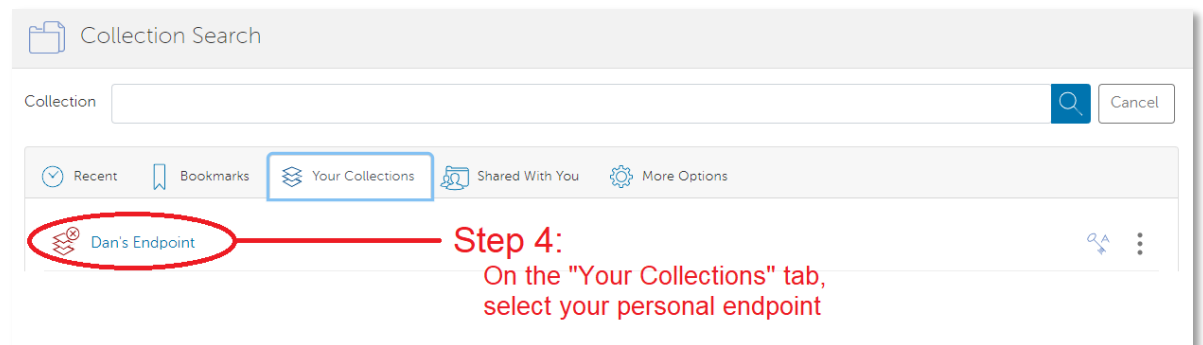 Collection Search
Collection
Cancel
Recent Bookmarks Your Collections Shared With You More Options
Dan's Endpoint
Step 4:
On the "Your Collections" tab,
select your personal endpoint